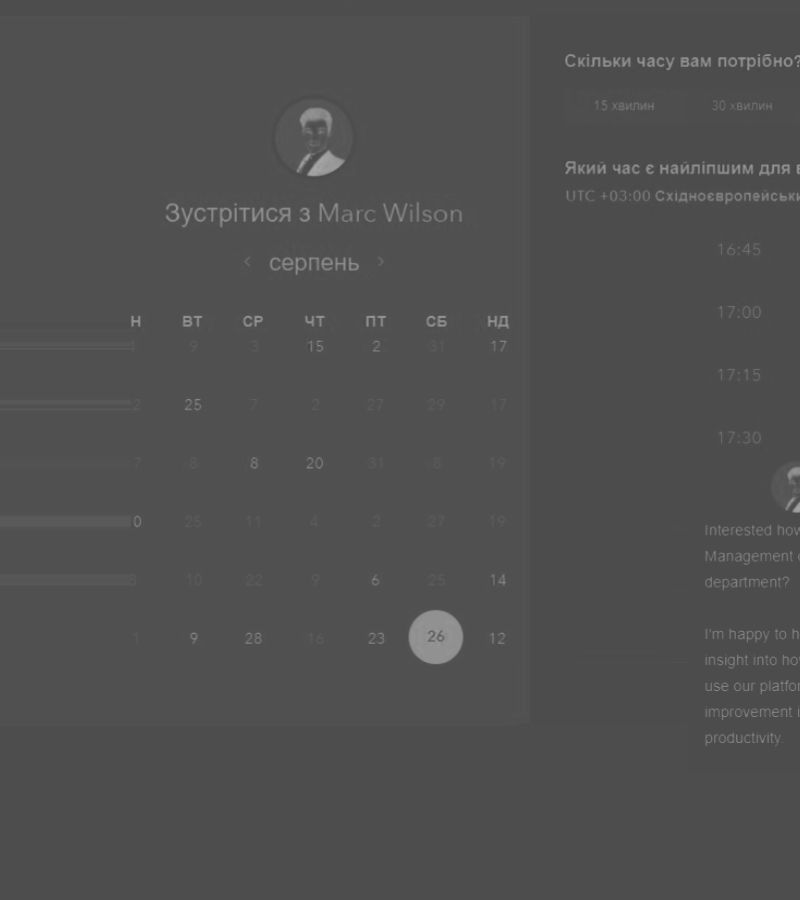 Зустрітися з Marc Wilson
‹ серпень ›
Н ВТ СР ЧТ ПТ СБ НД
9 3 15 2 31 17
2 25 7 2 27 29 17
7 8 8 20 31 8 19
0 25 11 4 2 27 19
8 10 22 9 6 25 14
1 9 28 16 23 26 12
Скільки часу вам потрібно?
15 хвилин 30 хвилин
Який час є найліпшим для в
UTC +03:00 Східноєвропейськи
16:45
17:00
17:15
17:30
Interested how
Management
department?
I'm happy to h
insight into how
use our platfor
improvement i
productivity.